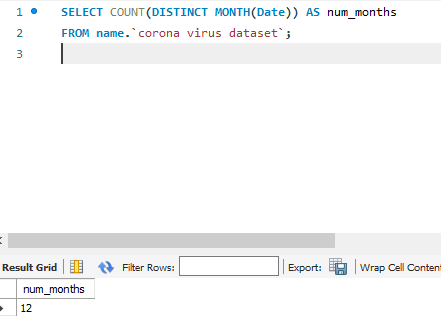 1 SELECT COUNT(DISTINCT MONTH(Date)) AS num_months
2 FROM name.`corona virus dataset`;
3
Result Grid Filter Rows: Export: Wrap Cell Content
num_months
12